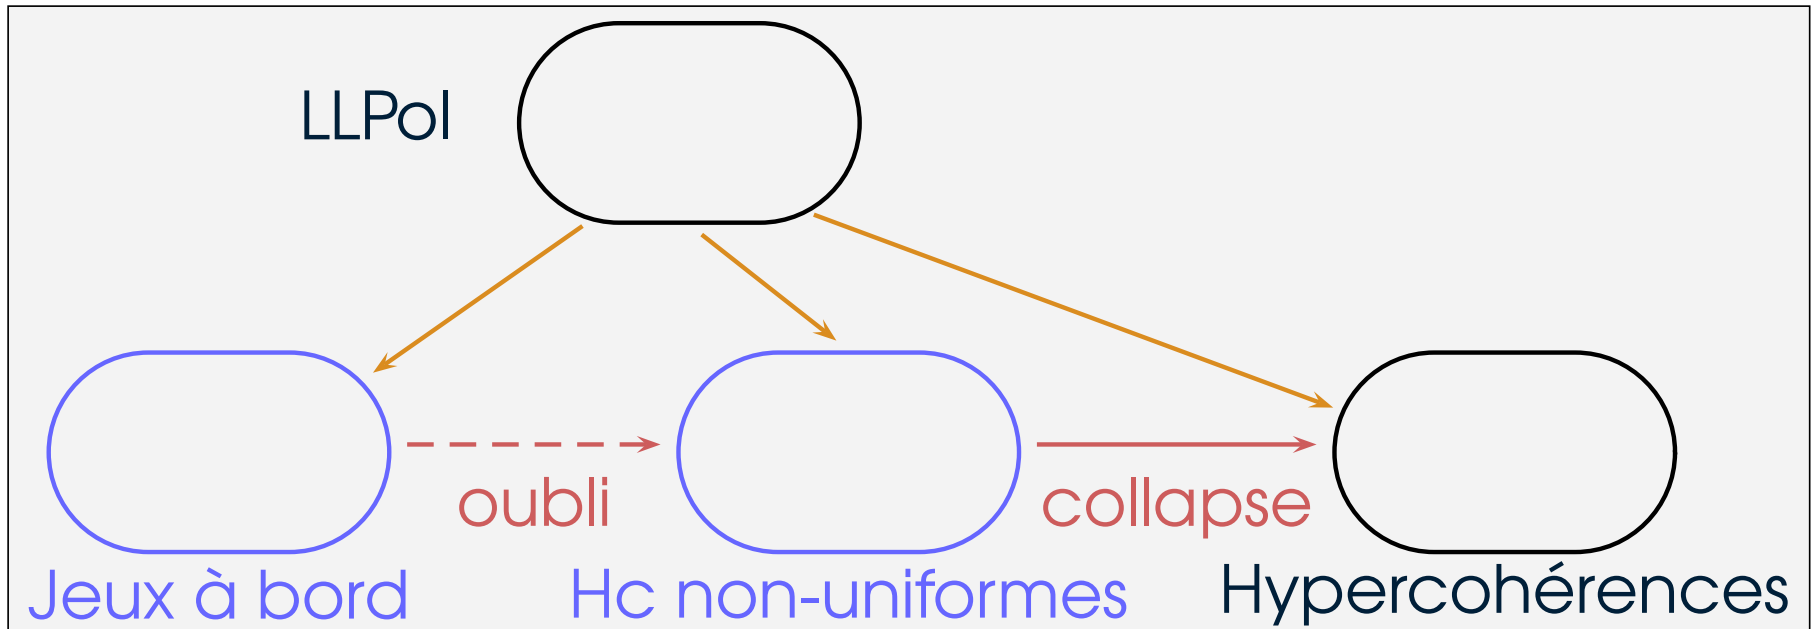 LLPol
oubli
collapse
Jeux à bord
Hc non-uniformes
Hypercohérences